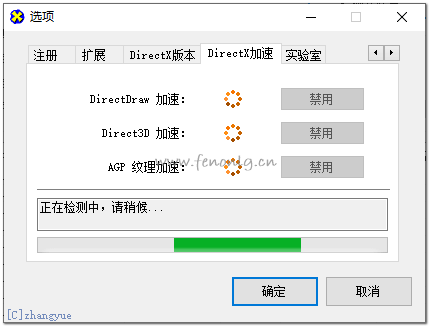 选项
注册 扩展 DirectX版本 DirectX加速 实验室
DirectDraw 加速： 禁用
Direct3D 加速： 禁用
AGP 纹理加速： 禁用
正在检测中，请稍候...
确定 取消
[C]zhangyue